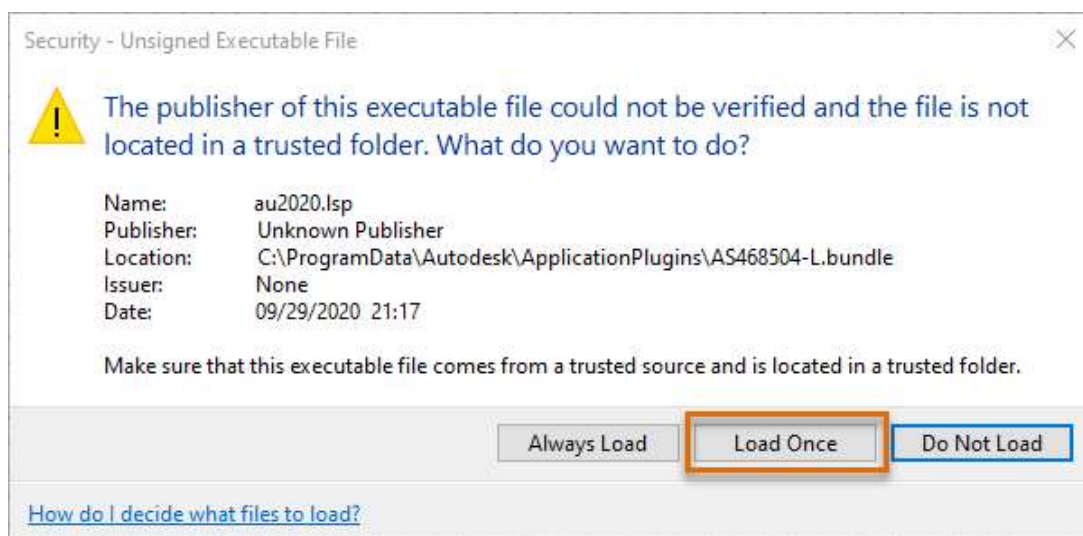 Security - Unsigned Executable File
The publisher of this executable file could not be verified and the file is not
located in a trusted folder. What do you want to do?
Name: au2020.lsp
Publisher: Unknown Publisher
Location: C:\ProgramData\Autodesk\ApplicationPlugins\AS468504-L.bundle
Issuer: None
Date: 09/29/2020 21:17
Make sure that this executable file comes from a trusted source and is located in a trusted folder.
Always Load Load Once Do Not Load
How do I decide what files to load?